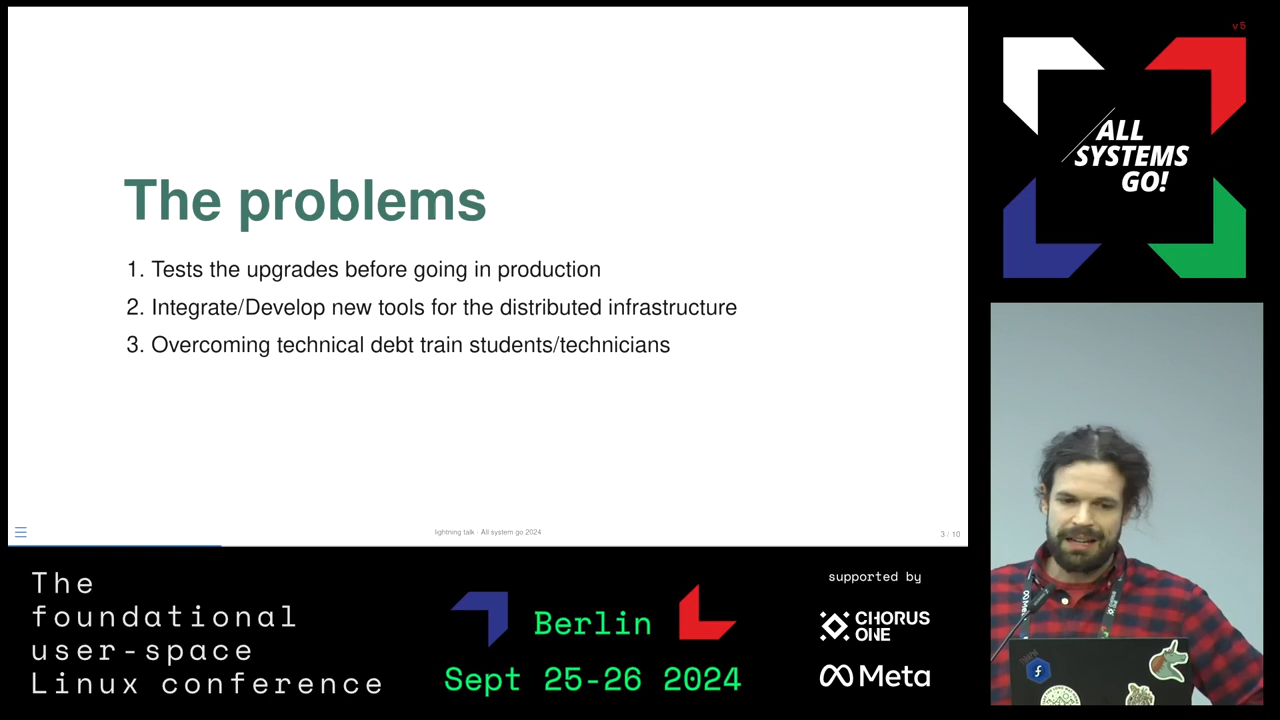 The problems
1. Tests the upgrades before going in production
2. Integrate/Develop new tools for the distributed infrastructure
3. Overcoming technical debt train students/technicians
lightning talk - All system go 2024
3 / 10
v5
ALL
SYSTEMS
GO!
The
foundational
user-space
Linux conference
Berlin
Sept 25-26 2024
supported by
CHORUS
ONE
Meta